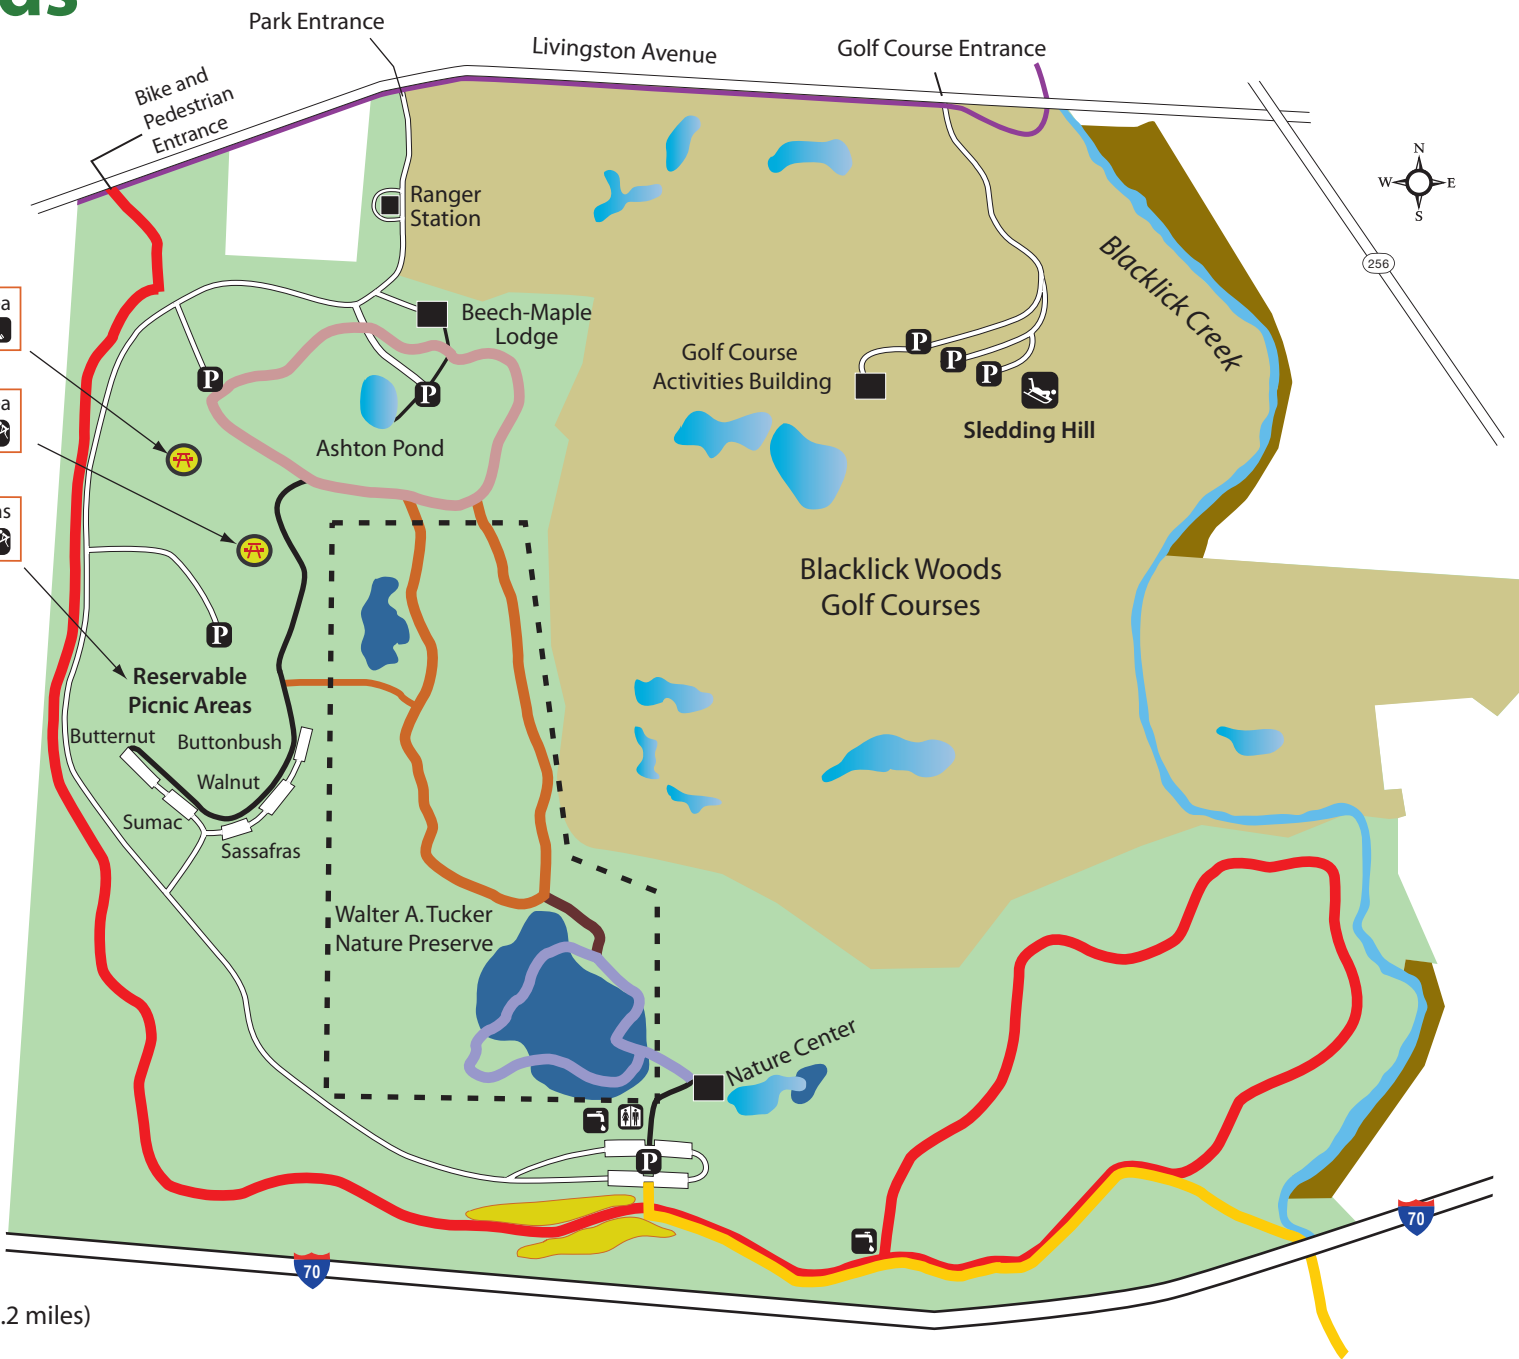 Park Entrance
Livingston Avenue
Golf Course Entrance
Bike and
Pedestrian
Entrance
N
W
E
S
Ranger
Station
256
Blacklick Creek
a
Beech-Maple
Lodge
P
Golf Course
Activities Building
P
P
P
P
P
Sledding Hill
a
Ashton Pond
s
Blacklick Woods
Golf Courses
P
Reservable
Picnic Areas
Butternut
Buttonbush
Walnut
Sumac
Sassafras
Walter A. Tucker
Nature Preserve
Nature Center
P
70
70
.2 miles)